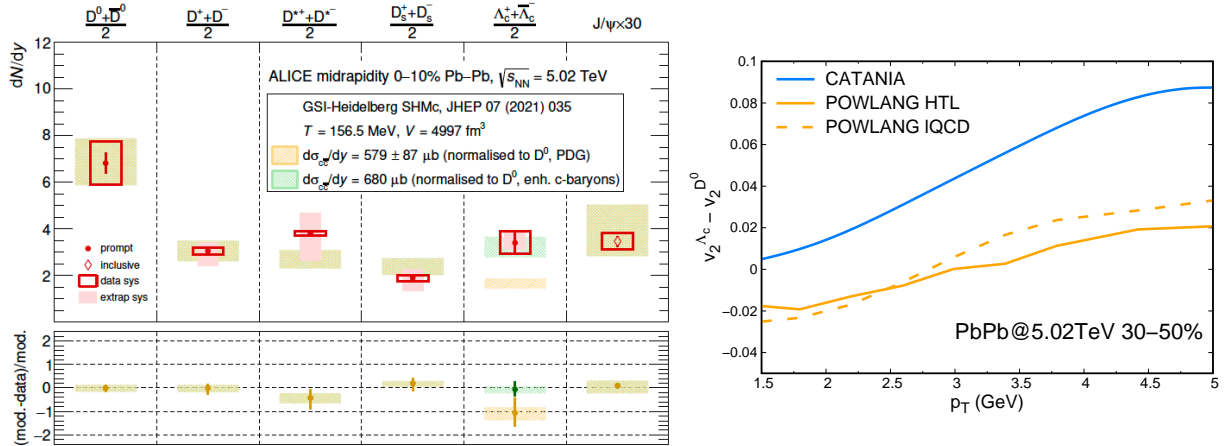 D⁰+D̄⁰
2
D⁺+D⁻
2
D*⁺+D*⁻
2
Dₛ⁺+Dₛ⁻
2
Λ_c⁺+Λ̄_c⁻
2
J/ψ×30
dN/dy
12
10
8
6
4
2
ALICE midrapidity 0–10% Pb–Pb, √s_NN = 5.02 TeV
GSI-Heidelberg SHMc, JHEP 07 (2021) 035
T = 156.5 MeV, V = 4997 fm³
dσ_cc̄/dy = 579 ± 87 μb (normalised to D⁰, PDG)
dσ_cc̄/dy = 680 μb (normalised to D⁰, enh. c-baryons)
prompt
inclusive
data sys
extrap sys
(mod.-data)/mod.
2
1
0
−1
−2
v₂^Λc – v₂^D⁰
0.1
0.08
0.06
0.04
0.02
0
−0.02
−0.04
CATANIA
POWLANG HTL
POWLANG lQCD
PbPb@5.02TeV 30–50%
1.5 2 2.5 3 3.5 4 4.5 5
p_T (GeV)